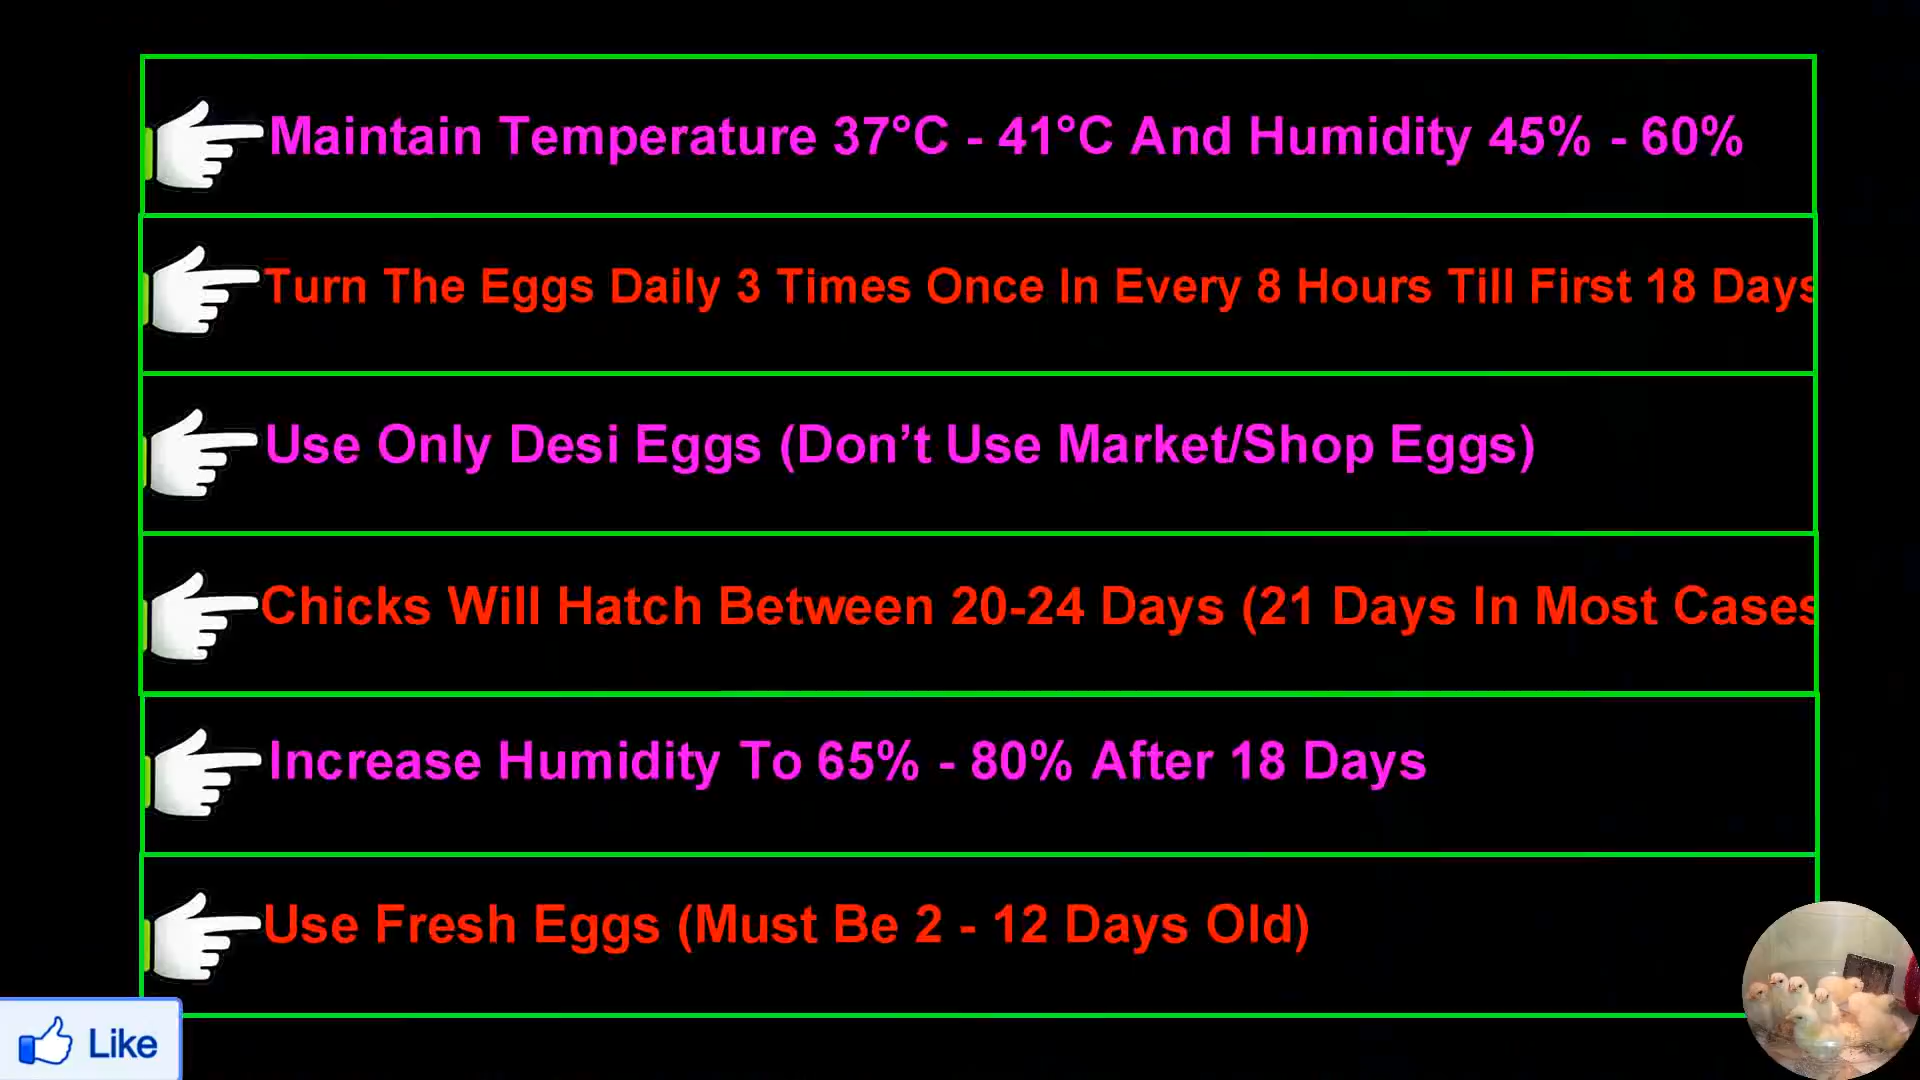 Maintain Temperature 37°C - 41°C And Humidity 45% - 60%
Turn The Eggs Daily 3 Times Once In Every 8 Hours Till First 18 Days
Use Only Desi Eggs (Don’t Use Market/Shop Eggs)
Chicks Will Hatch Between 20-24 Days (21 Days In Most Cases
Increase Humidity To 65% - 80% After 18 Days
Use Fresh Eggs (Must Be 2 - 12 Days Old)
Like